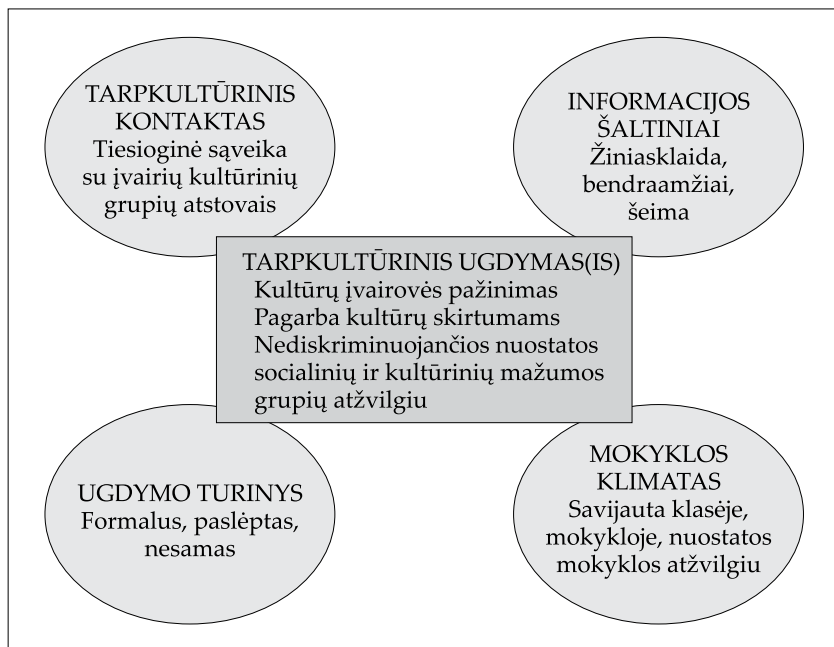 TARPKULTŪRINIS
KONTAKTAS
Tiesioginė sąveika
su įvairių kultūrinių
grupių atstovais
INFORMACIJOS
ŠALTINIAI
Žiniasklaida,
bendraamžiai,
šeima
TARPKULTŪRINIS UGDYMAS(IS)
Kultūrų įvairovės pažinimas
Pagarba kultūrų skirtumams
Nediskriminuojančios nuostatos
socialinių ir kultūrinių mažumos
grupių atžvilgiu
UGDYMO TURINYS
Formalus, paslėptas,
nesamas
MOKYKLOS
KLIMATAS
Savijauta klasėje,
mokykloje, nuostatos
mokyklos atžvilgiu